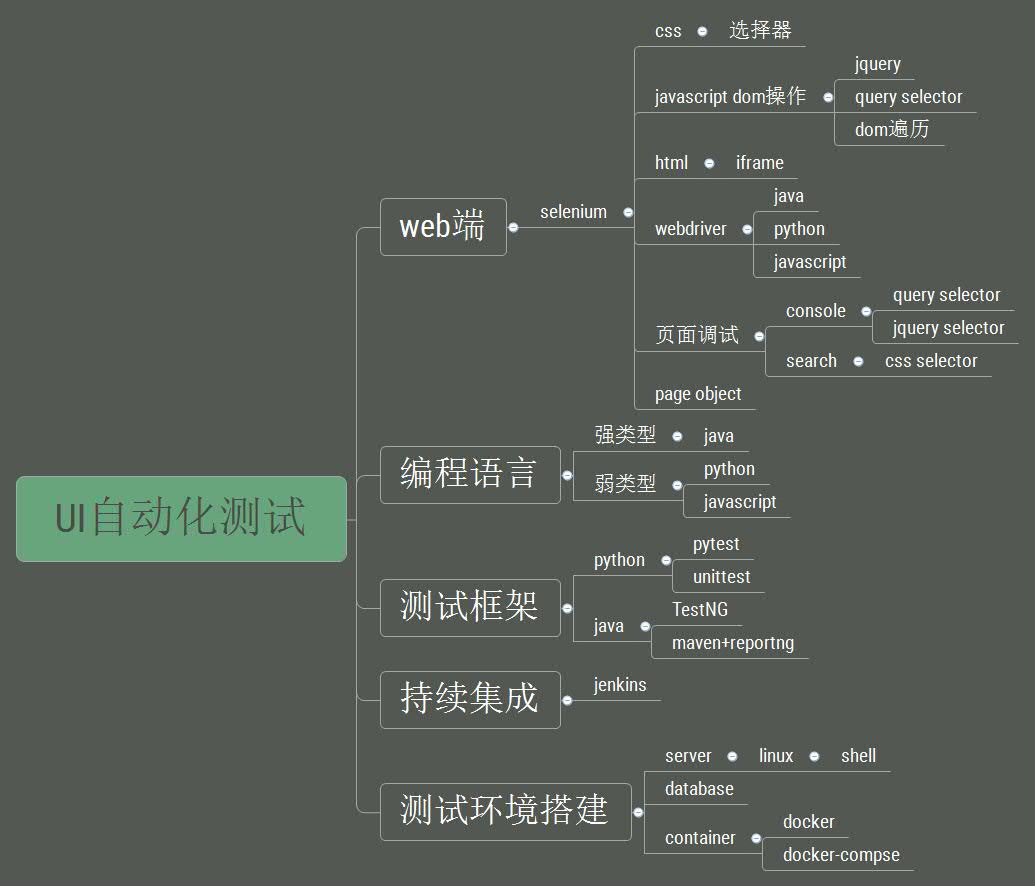 UI自动化测试
web端
selenium
css
选择器
javascript dom操作
jquery
query selector
dom遍历
html
iframe
webdriver
java
python
javascript
页面调试
console
query selector
jquery selector
search
css selector
page object
编程语言
强类型
java
弱类型
python
javascript
测试框架
python
pytest
unittest
java
TestNG
maven+reportng
持续集成
jenkins
测试环境搭建
server
linux
shell
database
container
docker
docker-compse